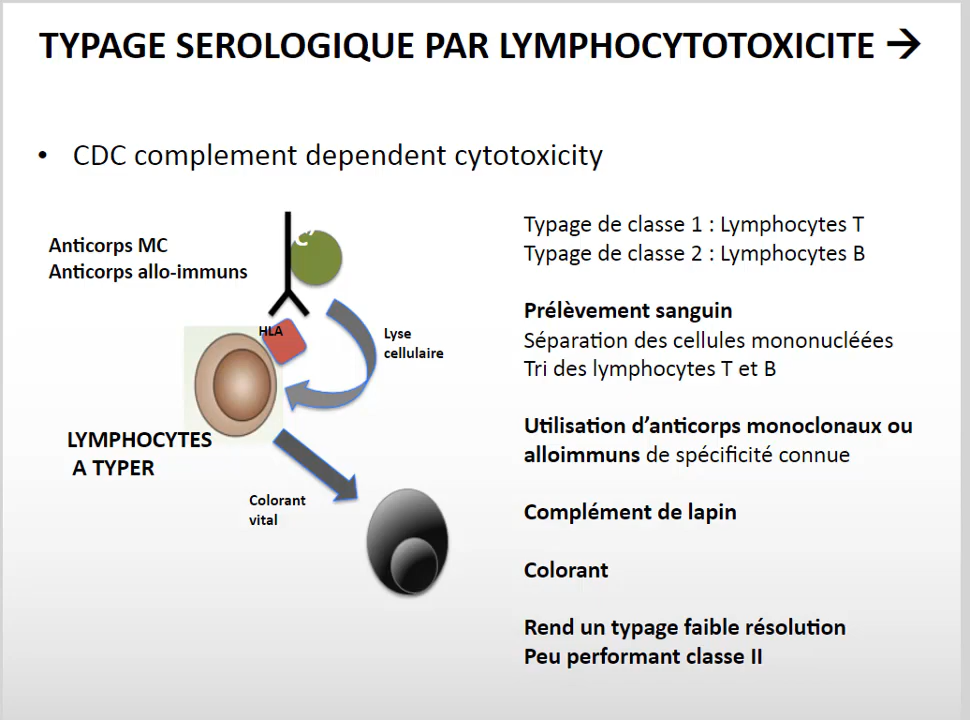 TYPAGE SEROLOGIQUE PAR LYMPHOCYTOTOXICITE →
• CDC complement dependent cytotoxicity
Anticorps MC
Anticorps allo-immuns
C'
HLA
Lyse
cellulaire
LYMPHOCYTES
A TYPER
Colorant
vital
Typage de classe 1 : Lymphocytes T
Typage de classe 2 : Lymphocytes B
Prélèvement sanguin
Séparation des cellules mononucléées
Tri des lymphocytes T et B
Utilisation d'anticorps monoclonaux ou
alloimmuns de spécificité connue
Complément de lapin
Colorant
Rend un typage faible résolution
Peu performant classe II